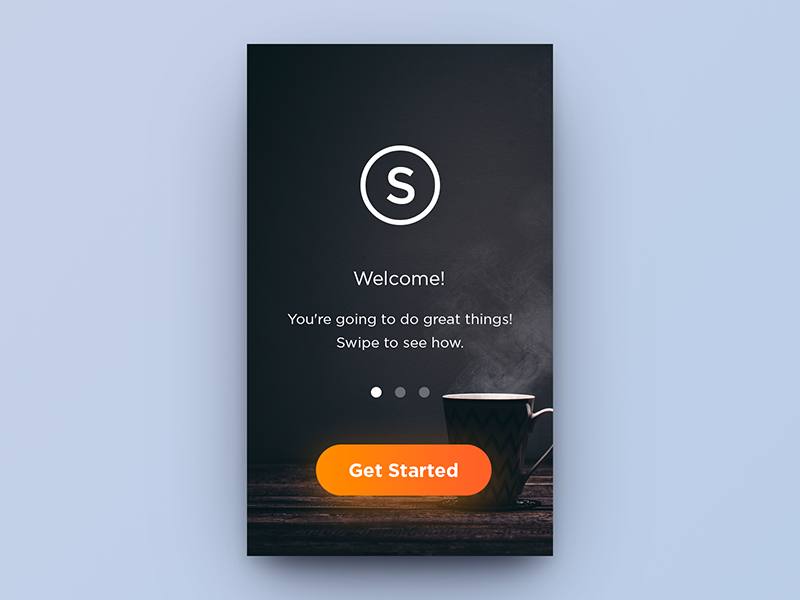 S
Welcome!
You're going to do great things!
Swipe to see how.
Get Started